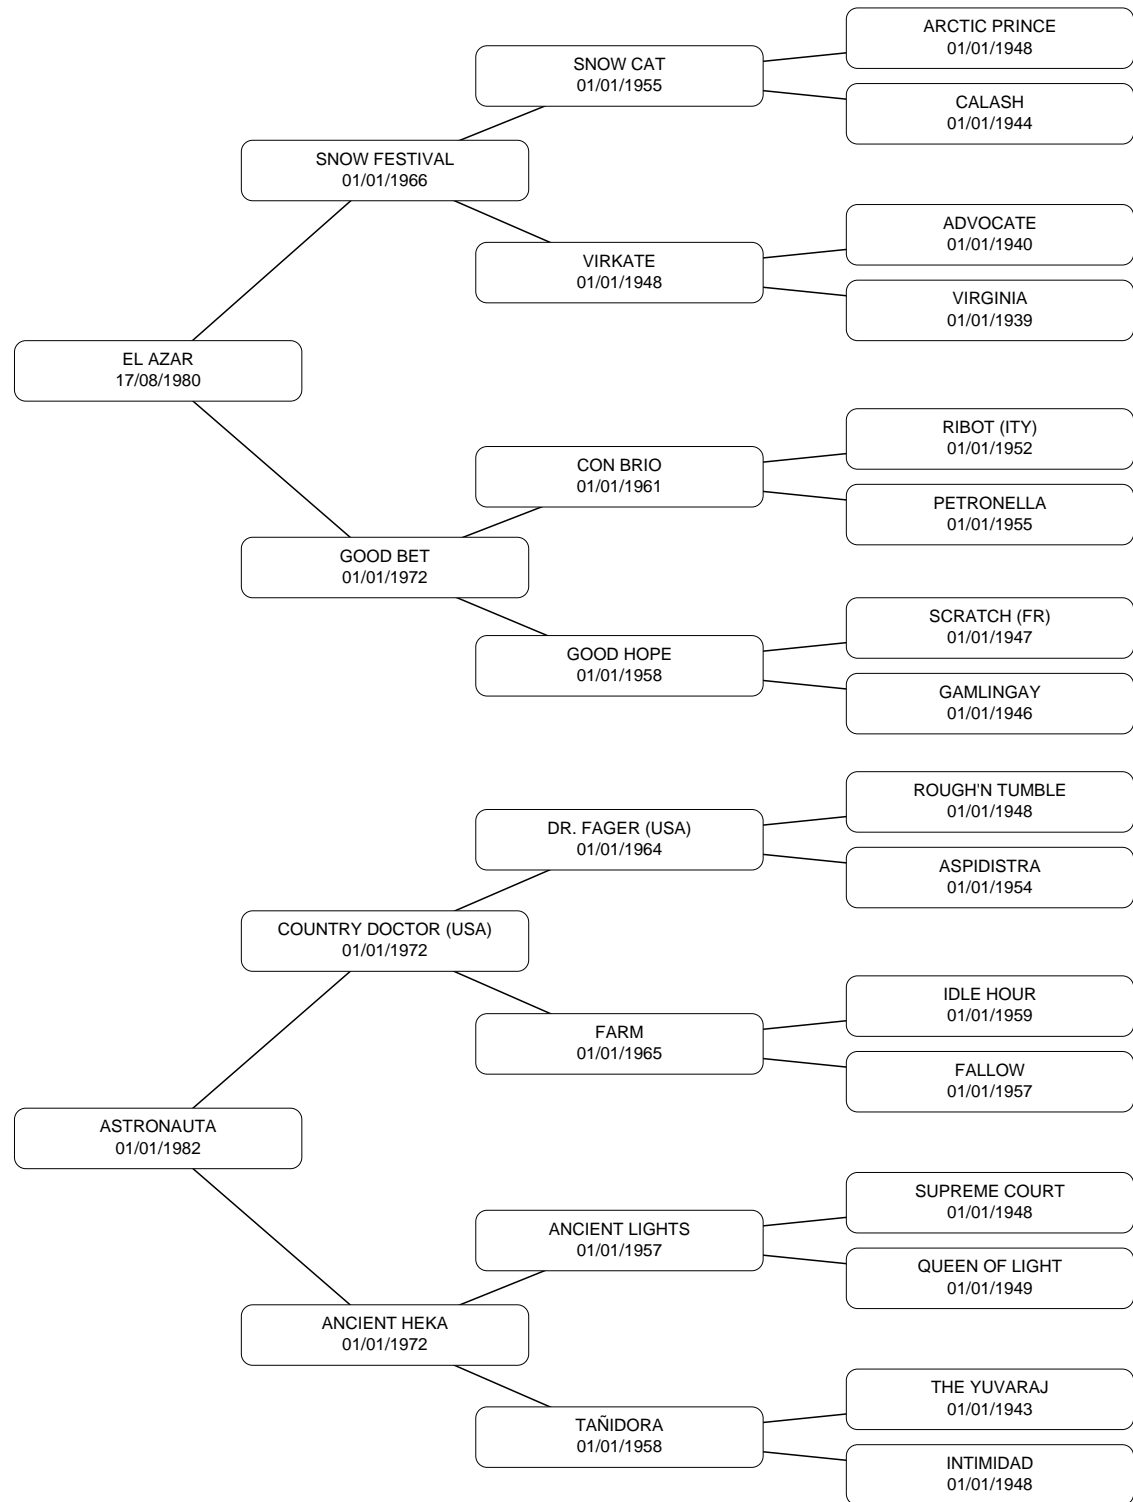 ARCTIC PRINCE
01/01/1948
SNOW CAT
01/01/1955
CALASH
01/01/1944
SNOW FESTIVAL
01/01/1966
ADVOCATE
01/01/1940
VIRKATE
01/01/1948
VIRGINIA
01/01/1939
EL AZAR
17/08/1980
RIBOT (ITY)
01/01/1952
CON BRIO
01/01/1961
PETRONELLA
01/01/1955
GOOD BET
01/01/1972
SCRATCH (FR)
01/01/1947
GOOD HOPE
01/01/1958
GAMLINGAY
01/01/1946
ROUGH'N TUMBLE
01/01/1948
DR. FAGER (USA)
01/01/1964
ASPIDISTRA
01/01/1954
COUNTRY DOCTOR (USA)
01/01/1972
IDLE HOUR
01/01/1959
FARM
01/01/1965
FALLOW
01/01/1957
ASTRONAUTA
01/01/1982
SUPREME COURT
01/01/1948
ANCIENT LIGHTS
01/01/1957
QUEEN OF LIGHT
01/01/1949
ANCIENT HEKA
01/01/1972
THE YUVARAJ
01/01/1943
TAÑIDORA
01/01/1958
INTIMIDAD
01/01/1948